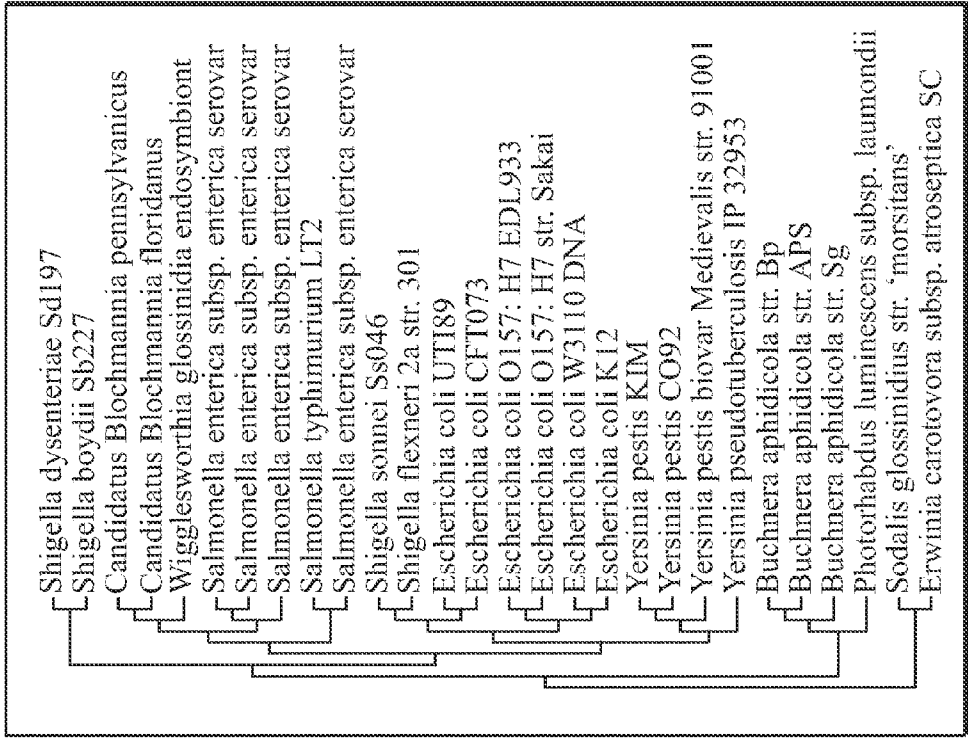 Shigella dysenteriae Sd197
Shigella boydii Sb227
Candidatus Blochmannia pennsylvanicus
Candidatus Blochmannia floridanus
Wigglesworthia glossinidia endosymbiont
Salmonella enterica subsp. enterica serovar
Salmonella enterica subsp. enterica serovar
Salmonella enterica subsp. enterica serovar
Salmonella typhimurium LT2
Salmonella enterica subsp. enterica serovar
Shigella sonnei Ss046
Shigella flexneri 2a str. 301
Escherichia coli UTI89
Escherichia coli CFT073
Escherichia coli O157: H7 EDL933
Escherichia coli O157: H7 str. Sakai
Escherichia coli W3110 DNA
Escherichia coli K12
Yersinia pestis KIM
Yersinia pestis CO92
Yersinia pestis biovar Medievalis str. 91001
Yersinia pseudotuberculosis IP 32953
Buchnera aphidicola str. Bp
Buchnera aphidicola str. APS
Buchnera aphidicola str. Sg
Photorhabdus luminescens subsp. laumondii
Sodalis glossinidius str. ‘morsitans’
Erwinia carotovora subsp. atroseptica SC